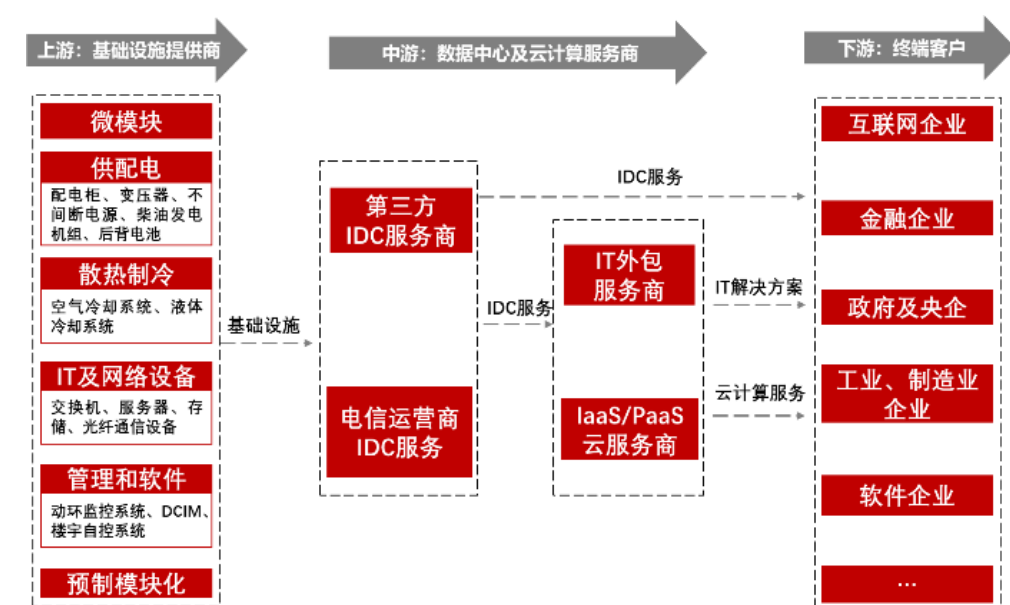 上游：基础设施提供商
中游：数据中心及云计算服务商
下游：终端客户
微模块
供配电
配电柜、变压器、不
间断电源、柴油发电
机组、后背电池
散热制冷
空气冷却系统、液体
冷却系统
IT及网络设备
交换机、服务器、存
储、光纤通信设备
管理和软件
动环监控系统、DCIM、
楼宇自控系统
预制模块化
基础设施
第三方
IDC服务商
电信运营商
IDC服务
IDC服务
IDC服务
IT外包
服务商
IaaS/PaaS
云服务商
IT解决方案
云计算服务
互联网企业
金融企业
政府及央企
工业、制造业
企业
软件企业
...